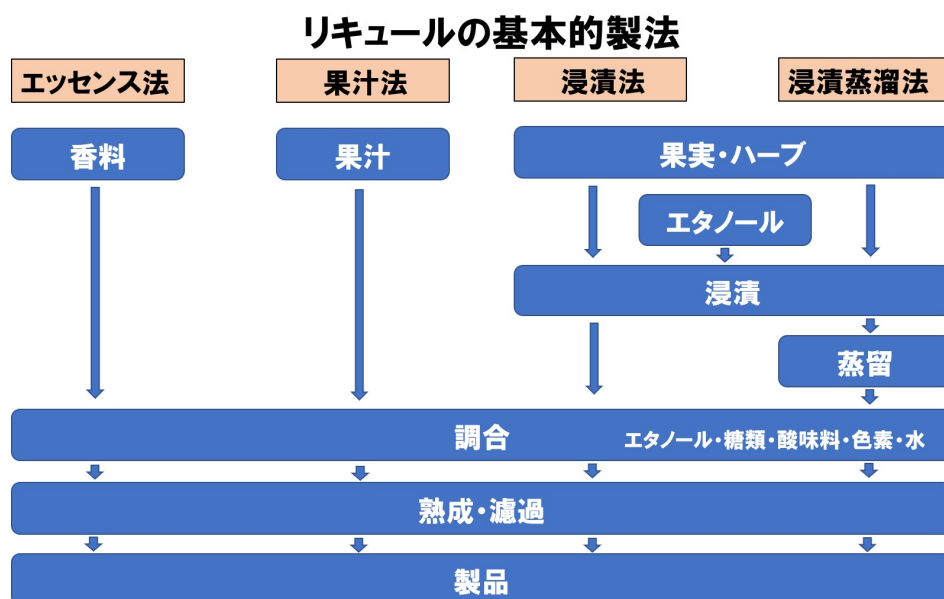 リキュールの基本的製法
エッセンス法
果汁法
浸漬法
浸漬蒸溜法
香料
果汁
果実・ハーブ
エタノール
浸漬
蒸留
調合
エタノール・糖類・酸味料・色素・水
熟成・濾過
製品